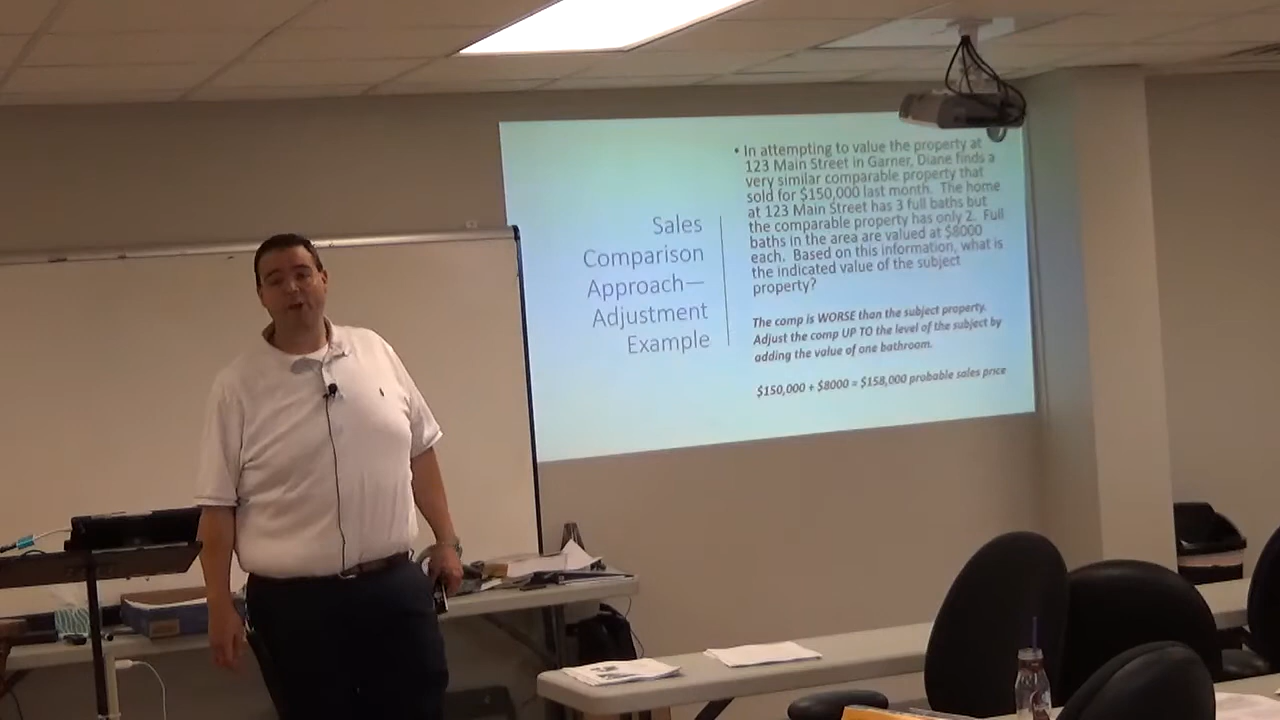 Sales
Comparison
Approach—
Adjustment
Example
• In attempting to value the property at
123 Main Street in Garner, Diane finds a
very similar comparable property that
sold for $150,000 last month. The home
at 123 Main Street has 3 full baths but
the comparable property has only 2. Full
baths in the area are valued at $8000
each. Based on this information, what is
the indicated value of the subject
property?
The comp is WORSE than the subject property.
Adjust the comp UP TO the level of the subject by
adding the value of one bathroom.
$150,000 + $8000 = $158,000 probable sales price